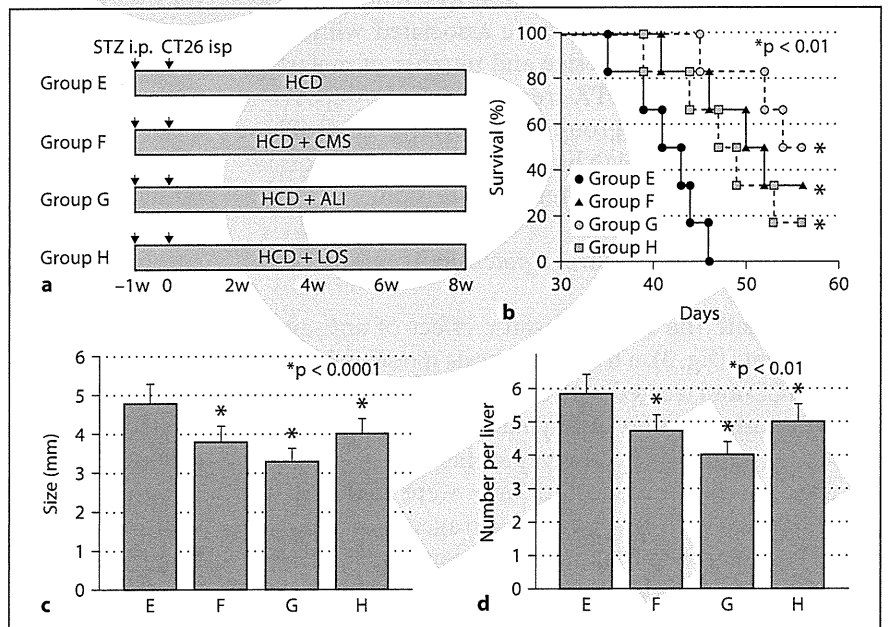 STZ i.p. CT26 isp
Group E HCD
Group F HCD + CMS
Group G HCD + ALI
Group H HCD + LOS
a
–1w 0 2w 4w 6w 8w
*p < 0.01
Survival (%)
100
80
60
40
20
0
Group E
Group F
Group G
Group H
*
*
*
30 40 50 60
Days
b
*p < 0.0001
Size (mm)
6
5
4
3
2
1
0
*
*
*
E F G H
c
*p < 0.01
Number per liver
6
5
4
3
2
1
0
*
*
*
E F G H
d